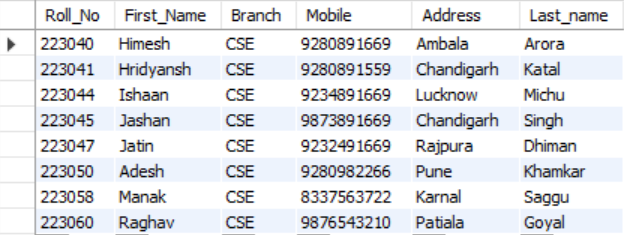 Roll_No First_Name Branch Mobile Address Last_name
223040 Himesh CSE 9280891669 Ambala Arora
223041 Hridyansh CSE 9280891559 Chandigarh Katal
223044 Ishaan CSE 9234891669 Lucknow Michu
223045 Jashan CSE 9873891669 Chandigarh Singh
223047 Jatin CSE 9232491669 Rajpura Dhiman
223050 Adesh CSE 9280982266 Pune Khamkar
223058 Manak CSE 8337563722 Karnal Saggu
223060 Raghav CSE 9876543210 Patiala Goyal